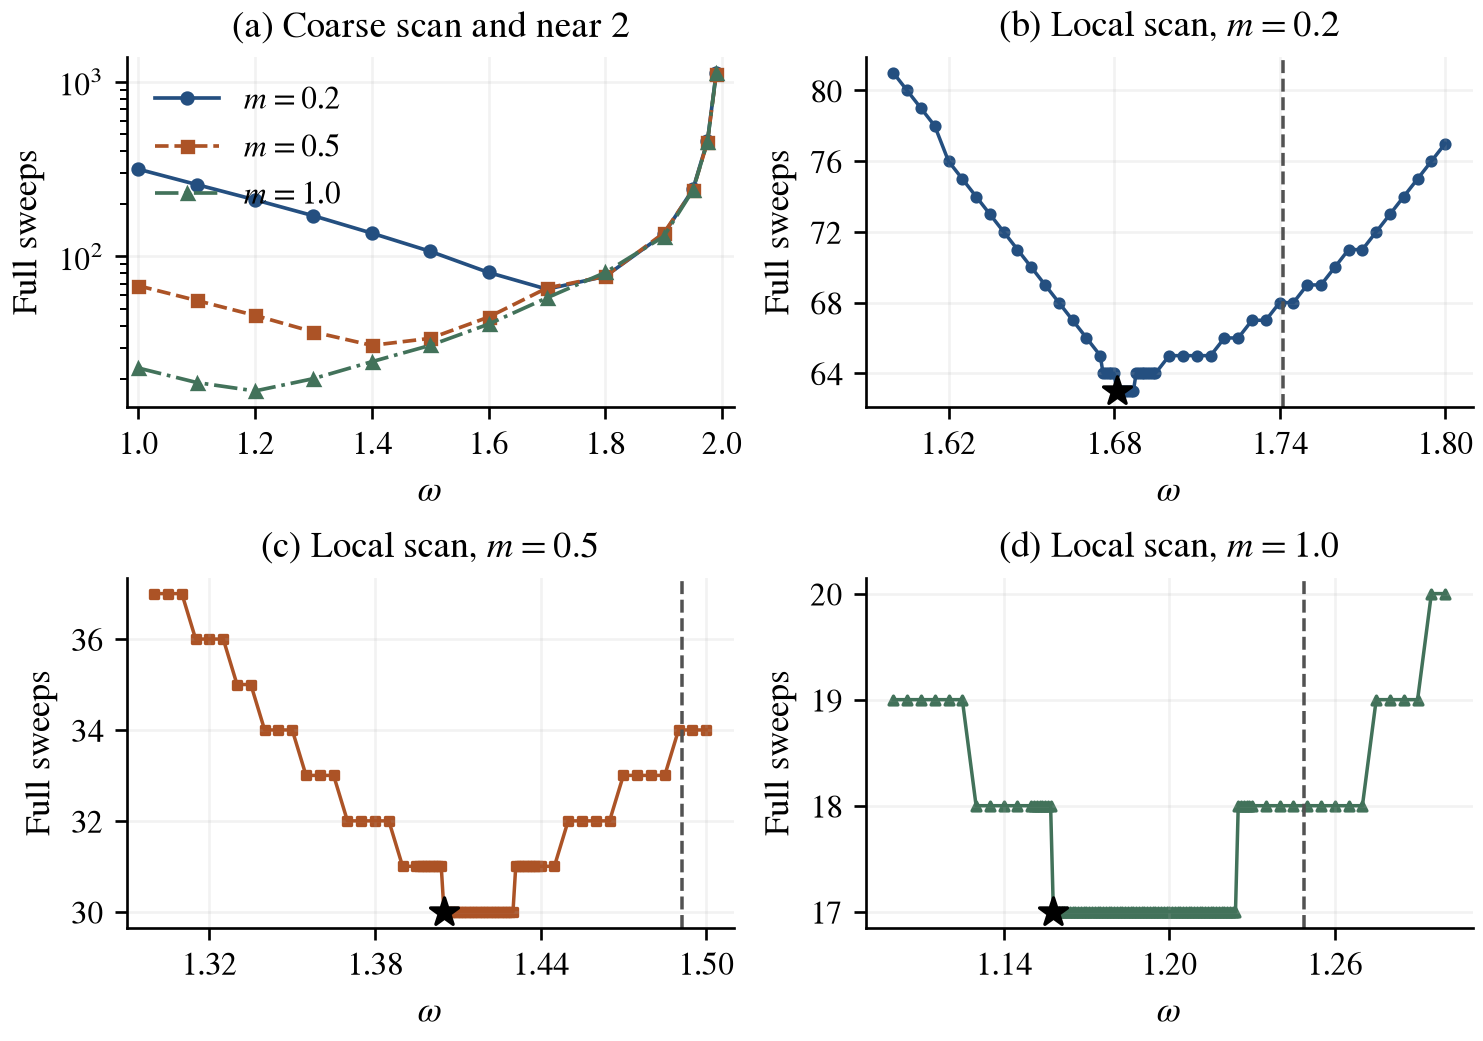 (a) Coarse scan and near 2
Full sweeps
10³
10²
m = 0.2
m = 0.5
m = 1.0
1.0 1.2 1.4 1.6 1.8 2.0
ω
(b) Local scan, m = 0.2
Full sweeps
80
76
72
68
64
1.62 1.68 1.74 1.80
ω
(c) Local scan, m = 0.5
Full sweeps
36
34
32
30
1.32 1.38 1.44 1.50
ω
(d) Local scan, m = 1.0
Full sweeps
20
19
18
17
1.14 1.20 1.26
ω